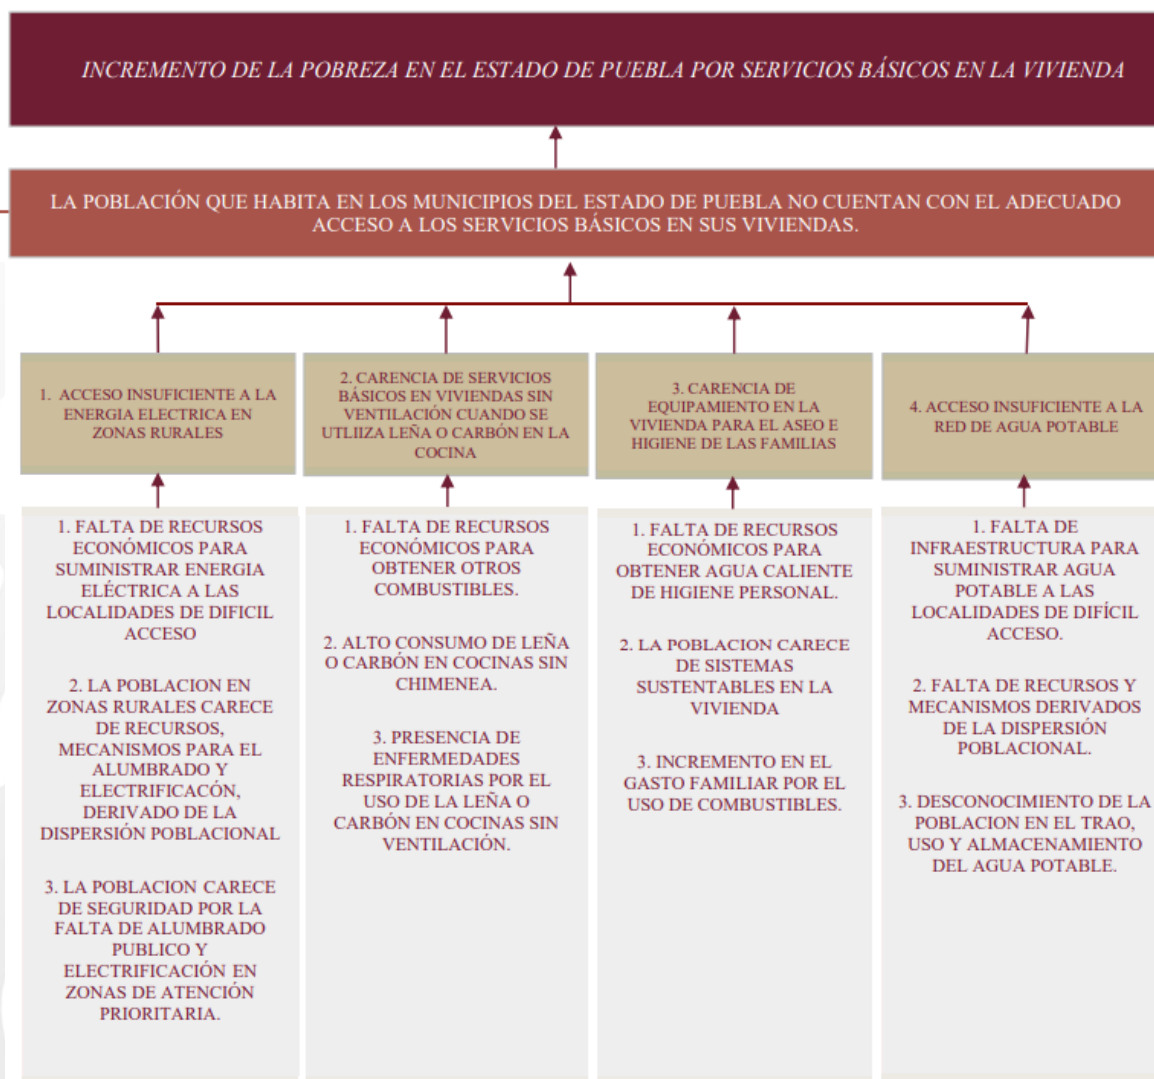 INCREMENTO DE LA POBREZA EN EL ESTADO DE PUEBLA POR SERVICIOS BÁSICOS EN LA VIVIENDA
LA POBLACIÓN QUE HABITA EN LOS MUNICIPIOS DEL ESTADO DE PUEBLA NO CUENTAN CON EL ADECUADO
ACCESO A LOS SERVICIOS BÁSICOS EN SUS VIVIENDAS.
1. ACCESO INSUFICIENTE A LA
ENERGIA ELECTRICA EN
ZONAS RURALES
2. CARENCIA DE SERVICIOS
BÁSICOS EN VIVIENDAS SIN
VENTILACIÓN CUANDO SE
UTLIIZA LEÑA O CARBÓN EN LA
COCINA
3. CARENCIA DE
EQUIPAMIENTO EN LA
VIVIENDA PARA EL ASEO E
HIGIENE DE LAS FAMILIAS
4. ACCESO INSUFICIENTE A LA
RED DE AGUA POTABLE
1. FALTA DE RECURSOS
ECONÓMICOS PARA
SUMINISTRAR ENERGIA
ELÉCTRICA A LAS
LOCALIDADES DE DIFICIL
ACCESO
2. LA POBLACION EN
ZONAS RURALES CARECE
DE RECURSOS,
MECANISMOS PARA EL
ALUMBRADO Y
ELECTRIFICACÓN,
DERIVADO DE LA
DISPERSIÓN POBLACIONAL
3. LA POBLACION CARECE
DE SEGURIDAD POR LA
FALTA DE ALUMBRADO
PUBLICO Y
ELECTRIFICACIÓN EN
ZONAS DE ATENCIÓN
PRIORITARIA.
1. FALTA DE RECURSOS
ECONÓMICOS PARA
OBTENER OTROS
COMBUSTIBLES.
2. ALTO CONSUMO DE LEÑA
O CARBÓN EN COCINAS SIN
CHIMENEA.
3. PRESENCIA DE
ENFERMEDADES
RESPIRATORIAS POR EL
USO DE LA LEÑA O
CARBÓN EN COCINAS SIN
VENTILACIÓN.
1. FALTA DE RECURSOS
ECONÓMICOS PARA
OBTENER AGUA CALIENTE
DE HIGIENE PERSONAL.
2. LA POBLACION CARECE
DE SISTEMAS
SUSTENTABLES EN LA
VIVIENDA
3. INCREMENTO EN EL
GASTO FAMILIAR POR EL
USO DE COMBUSTIBLES.
1. FALTA DE
INFRAESTRUCTURA PARA
SUMINISTRAR AGUA
POTABLE A LAS
LOCALIDADES DE DIFÍCIL
ACCESO.
2. FALTA DE RECURSOS Y
MECANISMOS DERIVADOS
DE LA DISPERSIÓN
POBLACIONAL.
3. DESCONOCIMIENTO DE LA
POBLACION EN EL TRAO,
USO Y ALMACENAMIENTO
DEL AGUA POTABLE.